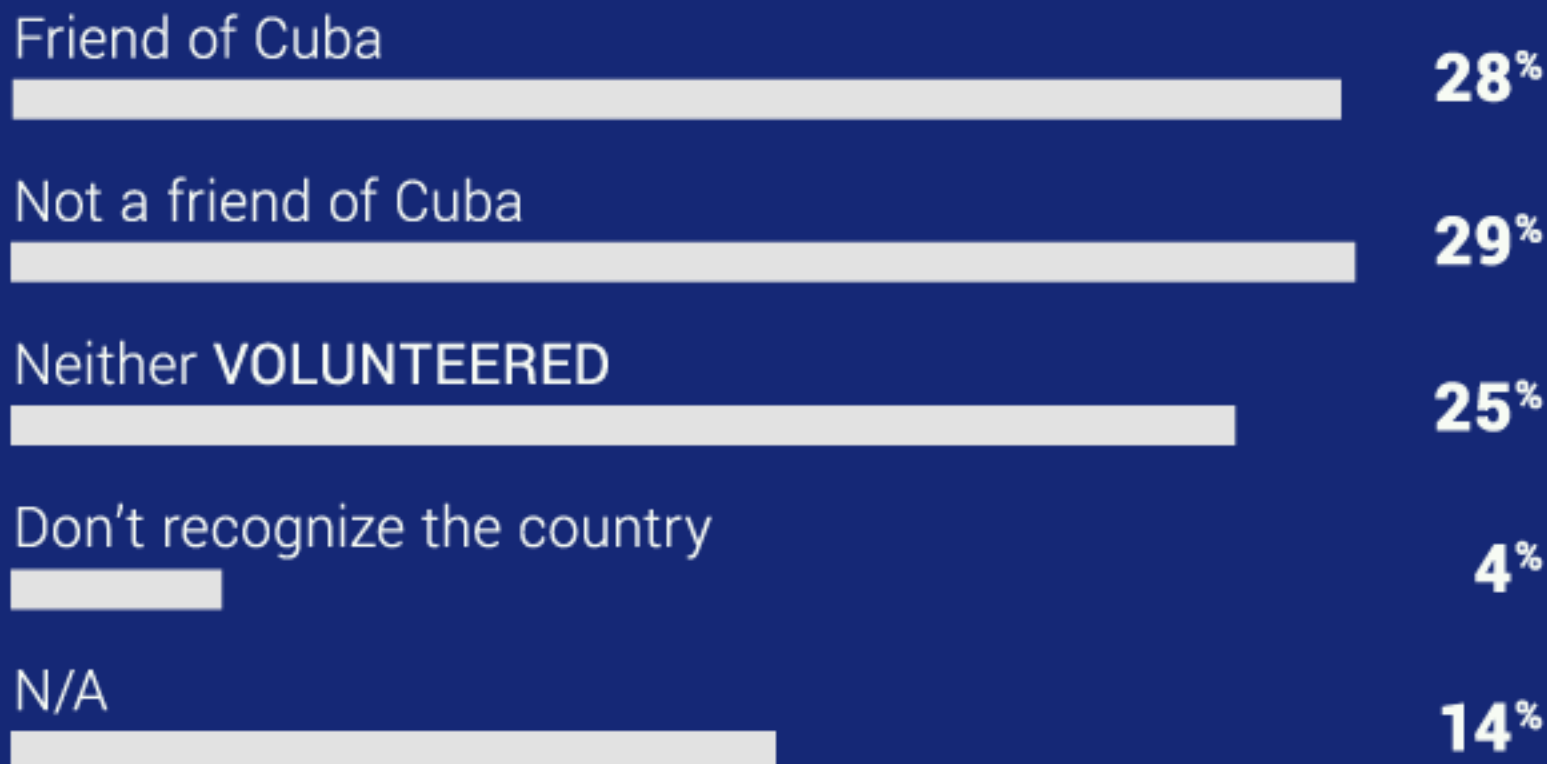 Friend of Cuba
28%
Not a friend of Cuba
29%
Neither VOLUNTEERED
25%
Don't recognize the country
4%
N/A
14%